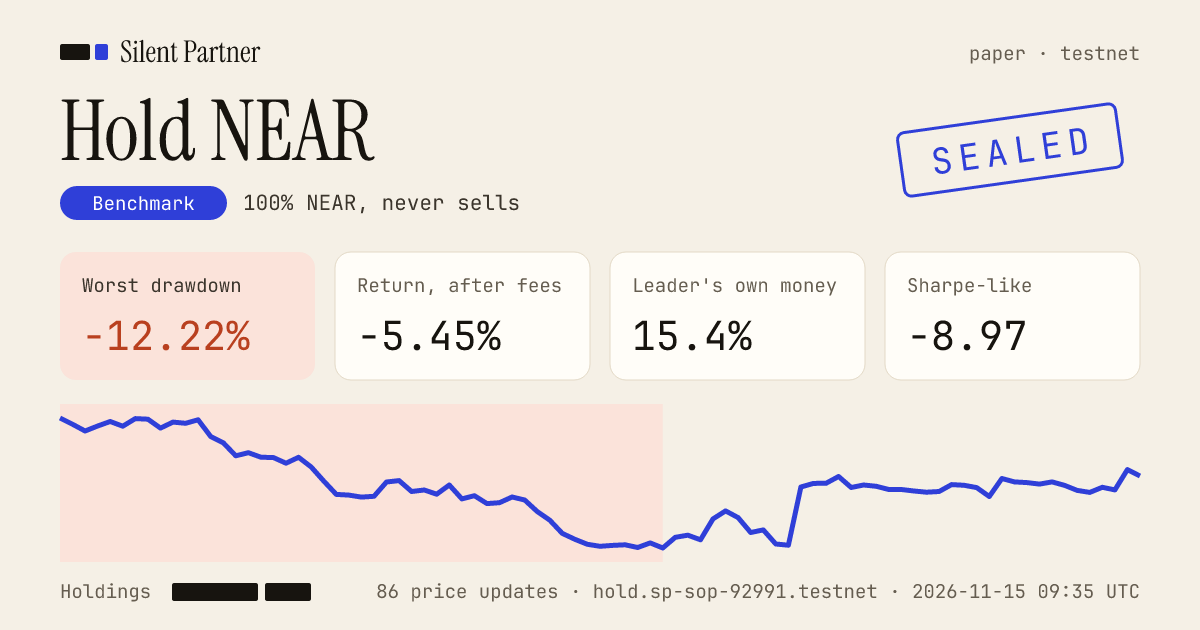 Silent Partner
paper · testnet
Hold NEAR
SEALED
Benchmark
100% NEAR, never sells
Worst drawdown
-12.22%
Return, after fees
-5.45%
Leader's own money
15.4%
Sharpe-like
-8.97
Holdings
86 price updates · hold.sp-sop-92991.testnet · 2026-11-15 09:35 UTC